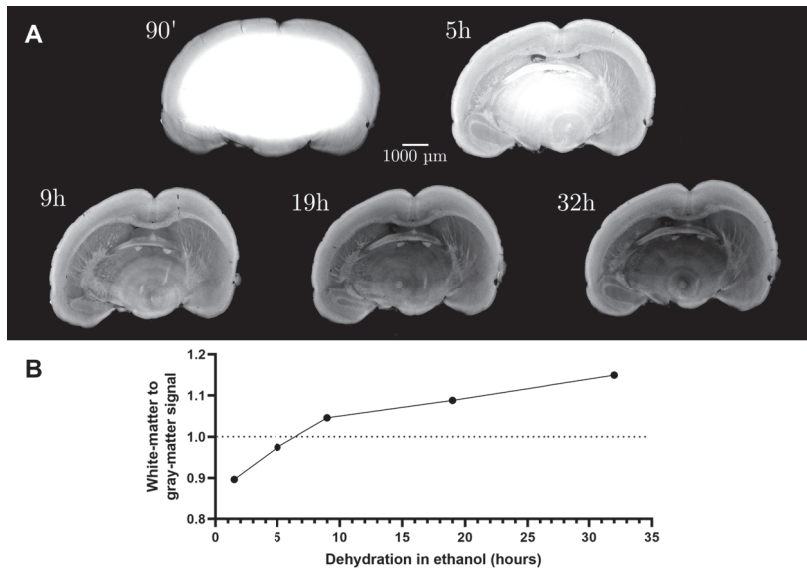 A
90'
5h
1000 µm
9h
19h
32h
B
White-matter to
gray-matter signal
1.2
1.1
1.0
0.9
0.8
0 5 10 15 20 25 30 35
Dehydration in ethanol (hours)